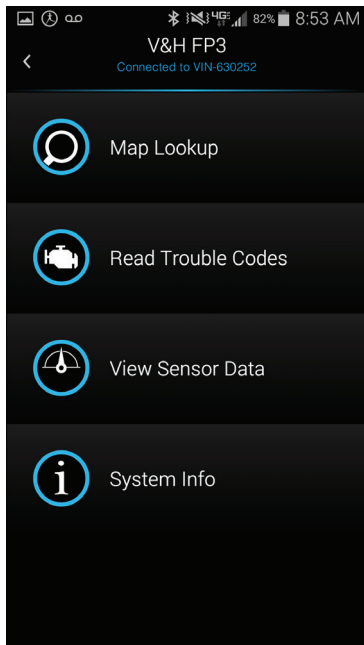 4G 82% 8:53 AM
V&H FP3
Connected to VIN-630252
Map Lookup
Read Trouble Codes
View Sensor Data
i System Info